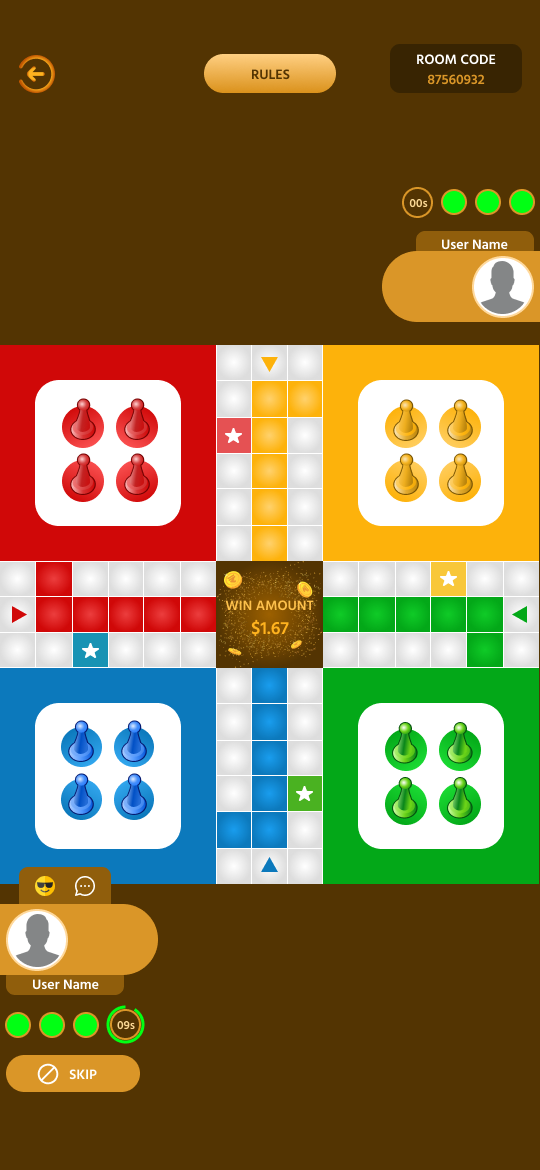 RULES
ROOM CODE
87560932
00s
User Name
WIN AMOUNT
$1.67
User Name
09s
SKIP